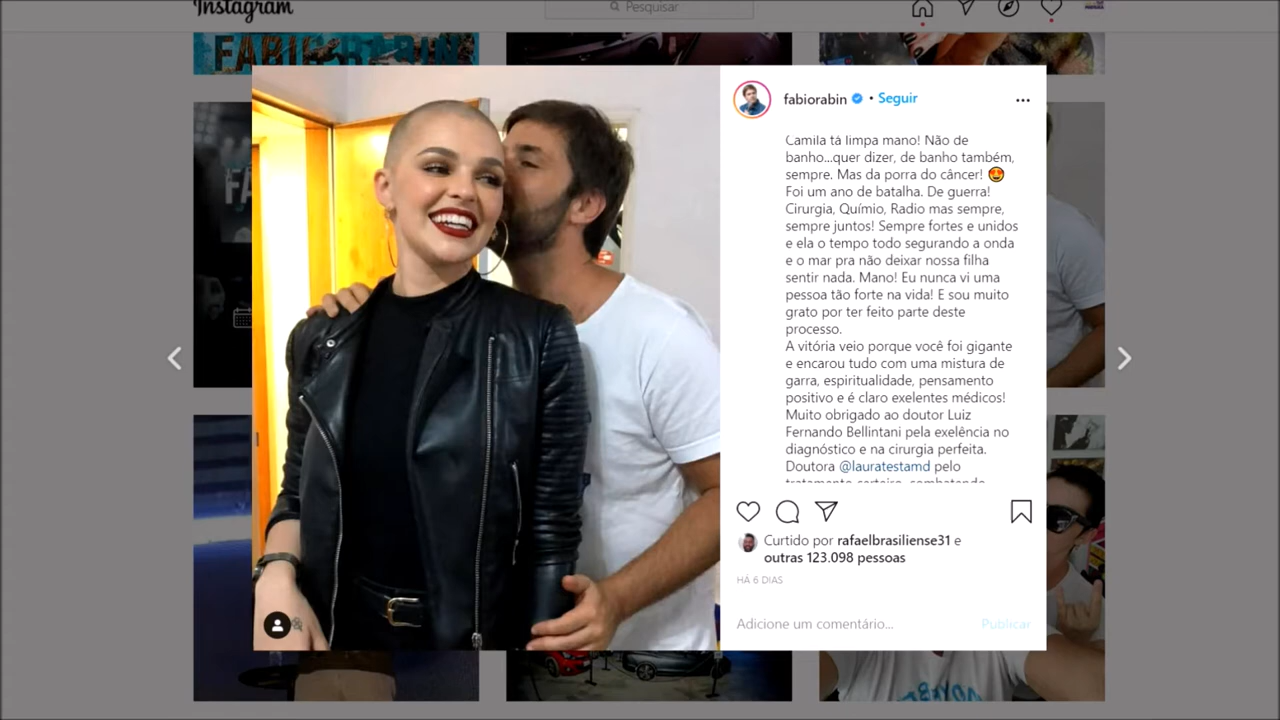 Instagram
Pesquisar
FABIO RABIN
fabiorabin • Seguir
Camila tá limpa mano! Não de
banho...quer dizer, de banho também,
sempre. Mas da porra do câncer! 😍
Foi um ano de batalha. De guerra!
Cirurgia, Químio, Radio mas sempre,
sempre juntos! Sempre fortes e unidos
e ela o tempo todo segurando a onda
e o mar pra não deixar nossa filha
sentir nada. Mano! Eu nunca vi uma
pessoa tão forte na vida! E sou muito
grato por ter feito parte deste
processo.
A vitória veio porque você foi gigante
e encarou tudo com uma mistura de
garra, espiritualidade, pensamento
positivo e é claro exelentes médicos!
Muito obrigado ao doutor Luiz
Fernando Bellintani pela exelência no
diagnóstico e na cirurgia perfeita.
Doutora @lauratestamd pelo
tratamento certeiro, combatendo
Curtido por rafaelbrasiliense31 e
outras 123.098 pessoas
HÁ 6 DIAS
Adicione um comentário...
Publicar